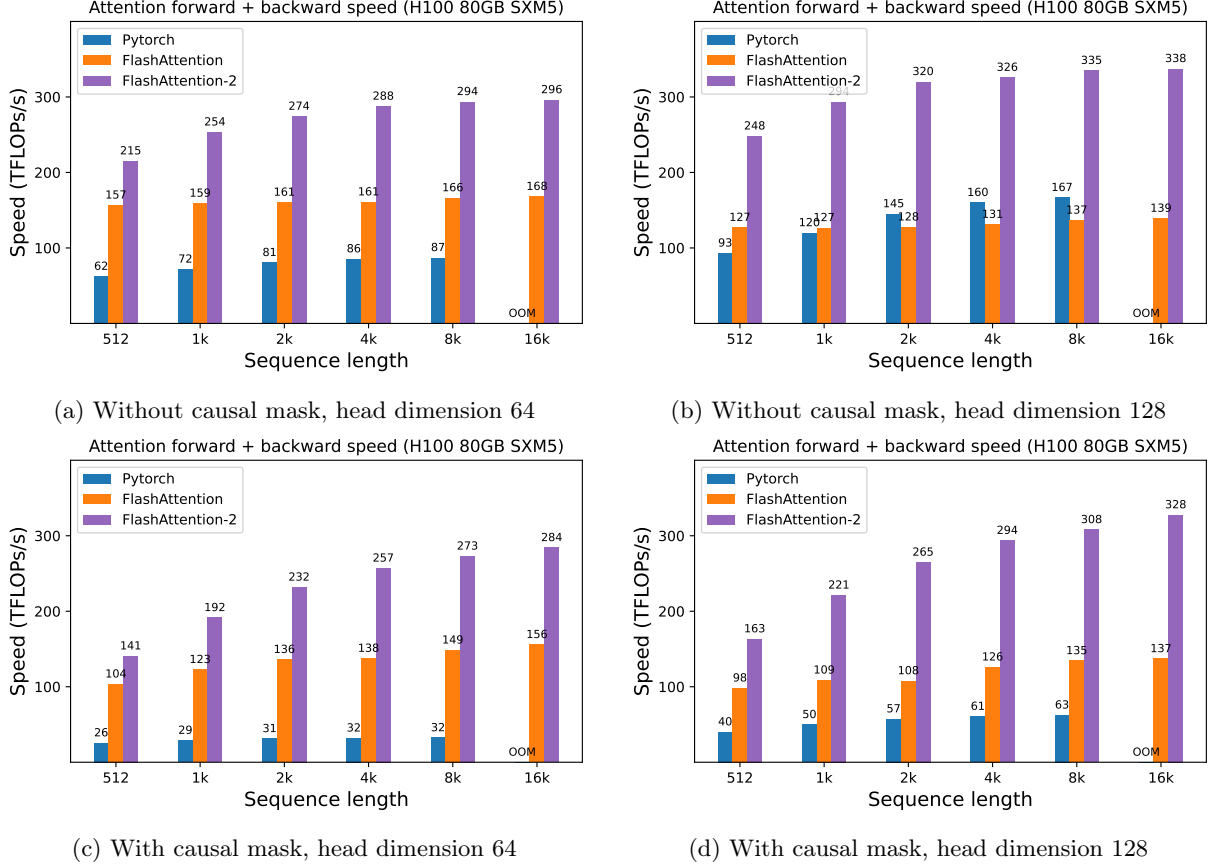 Attention forward + backward speed (H100 80GB SXM5)
Pytorch
FlashAttention
FlashAttention-2
Speed (TFLOPs/s)
300
200
100
62 157 215
72 159 254
81 161 274
86 161 288
87 166 294
OOM 168 296
512 1k 2k 4k 8k 16k
Sequence length
(a) Without causal mask, head dimension 64
Attention forward + backward speed (H100 80GB SXM5)
Pytorch
FlashAttention
FlashAttention-2
Speed (TFLOPs/s)
300
200
100
93 127 248
120 127 294
145 128 320
160 131 326
167 137 335
OOM 139 338
512 1k 2k 4k 8k 16k
Sequence length
(b) Without causal mask, head dimension 128
Attention forward + backward speed (H100 80GB SXM5)
Pytorch
FlashAttention
FlashAttention-2
Speed (TFLOPs/s)
300
200
100
26 104 141
29 123 192
31 136 232
32 138 257
32 149 273
OOM 156 284
512 1k 2k 4k 8k 16k
Sequence length
(c) With causal mask, head dimension 64
Attention forward + backward speed (H100 80GB SXM5)
Pytorch
FlashAttention
FlashAttention-2
Speed (TFLOPs/s)
300
200
100
40 98 163
50 109 221
57 108 265
61 126 294
63 135 308
OOM 137 328
512 1k 2k 4k 8k 16k
Sequence length
(d) With causal mask, head dimension 128